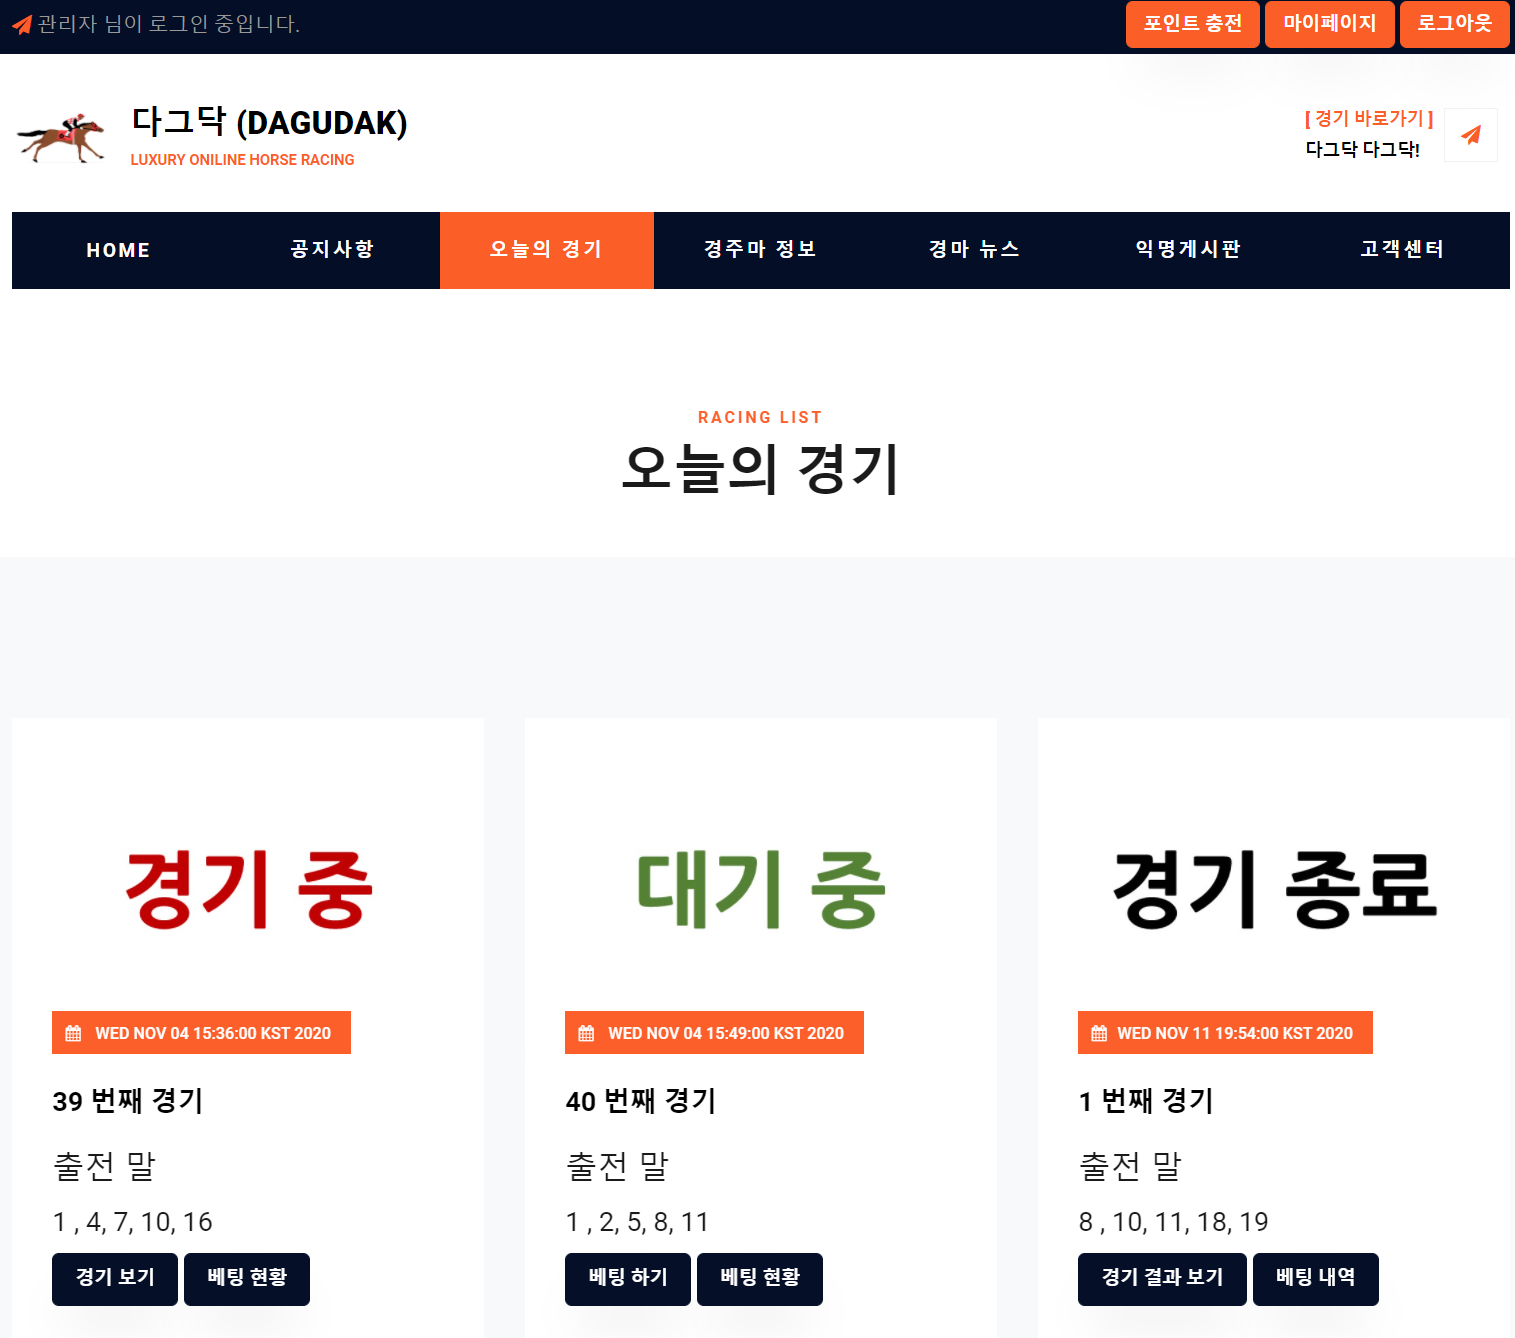 관리자 님이 로그인 중입니다.
포인트 충전 마이페이지 로그아웃
다그닥 (DAGUDAK)
LUXURY ONILINE HORSE RACING
[ 경기 바로가기 ]
다그닥 다그닥!
HOME 공지사항 오늘의 경기 경주마 정보 경마 뉴스 익명게시판 고객센터
RACING LIST
오늘의 경기
경기 중
WED NOV 04 15:36:00 KST 2020
39 번째 경기
출전 말
1 , 4, 7, 10, 16
경기 보기 베팅 현황
대기 중
WED NOV 04 15:49:00 KST 2020
40 번째 경기
출전 말
1 , 2, 5, 8, 11
베팅 하기 베팅 현황
경기 종료
WED NOV 11 19:54:00 KST 2020
1 번째 경기
출전 말
8 , 10, 11, 18, 19
경기 결과 보기 베팅 내역